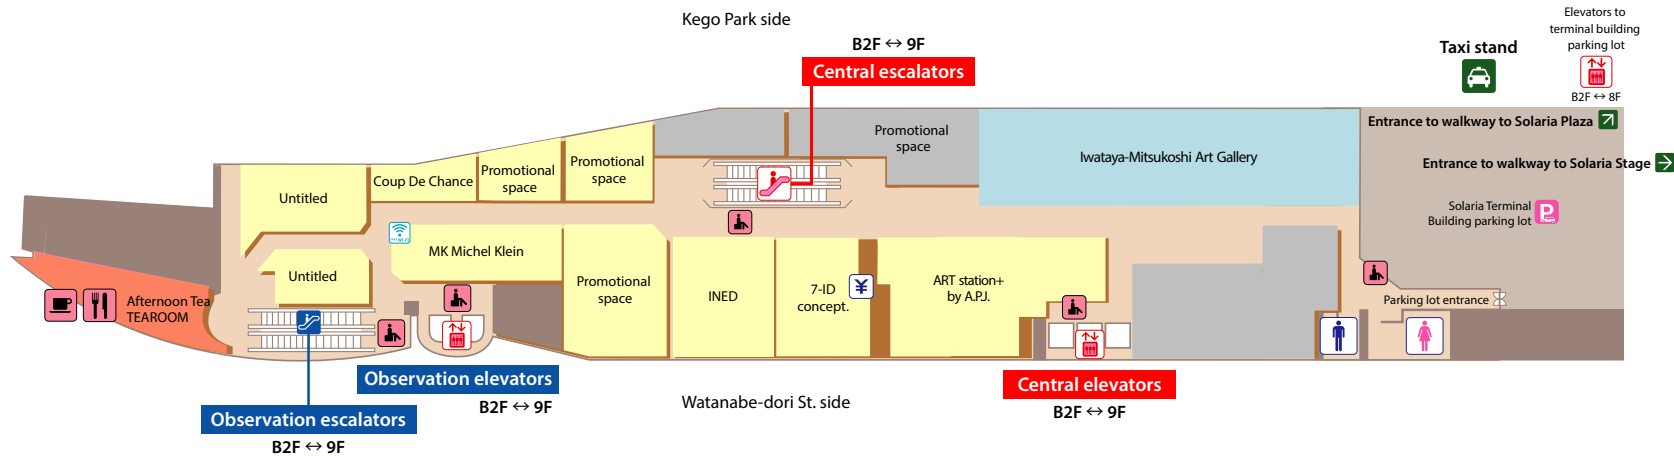 Kego Park side
B2F ↔ 9F
Central escalators
Taxi stand
Elevators to
terminal building
parking lot
B2F ↔ 8F
Entrance to walkway to Solaria Plaza
Entrance to walkway to Solaria Stage
Solaria Terminal
Building parking lot
P
Parking lot entrance
Untitled
Coup De Chance
Promotional
space
Promotional
space
Promotional
space
Iwataya-Mitsukoshi Art Gallery
Untitled
MK Michel Klein
Promotional
space
INED
7-ID
concept.
¥
ART station+
by A.P.J.
Afternoon Tea
TEAROOM
Observation elevators
B2F ↔ 9F
Observation escalators
B2F ↔ 9F
Central elevators
B2F ↔ 9F
Watanabe-dori St. side